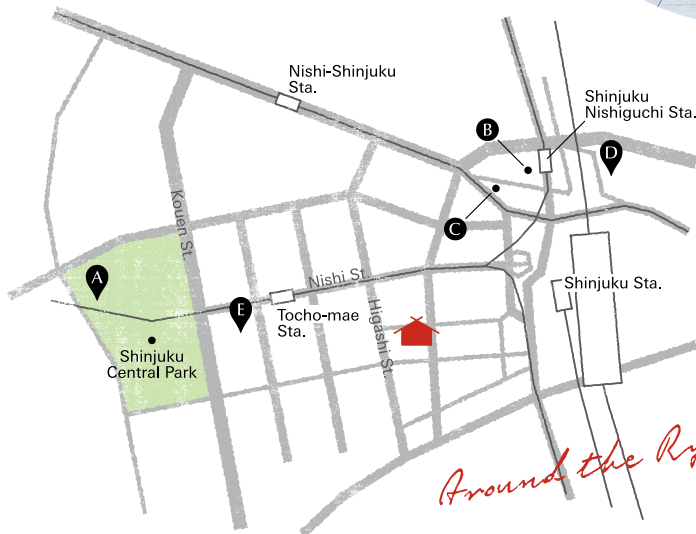 Nishi-Shinjuku
Sta.
Shinjuku
Nishiguchi Sta.
B
D
C
Kouen St.
A
Nishi St.
E
Tocho-mae
Sta.
Higashi St.
Shinjuku Sta.
Shinjuku
Central Park
Around the Ry